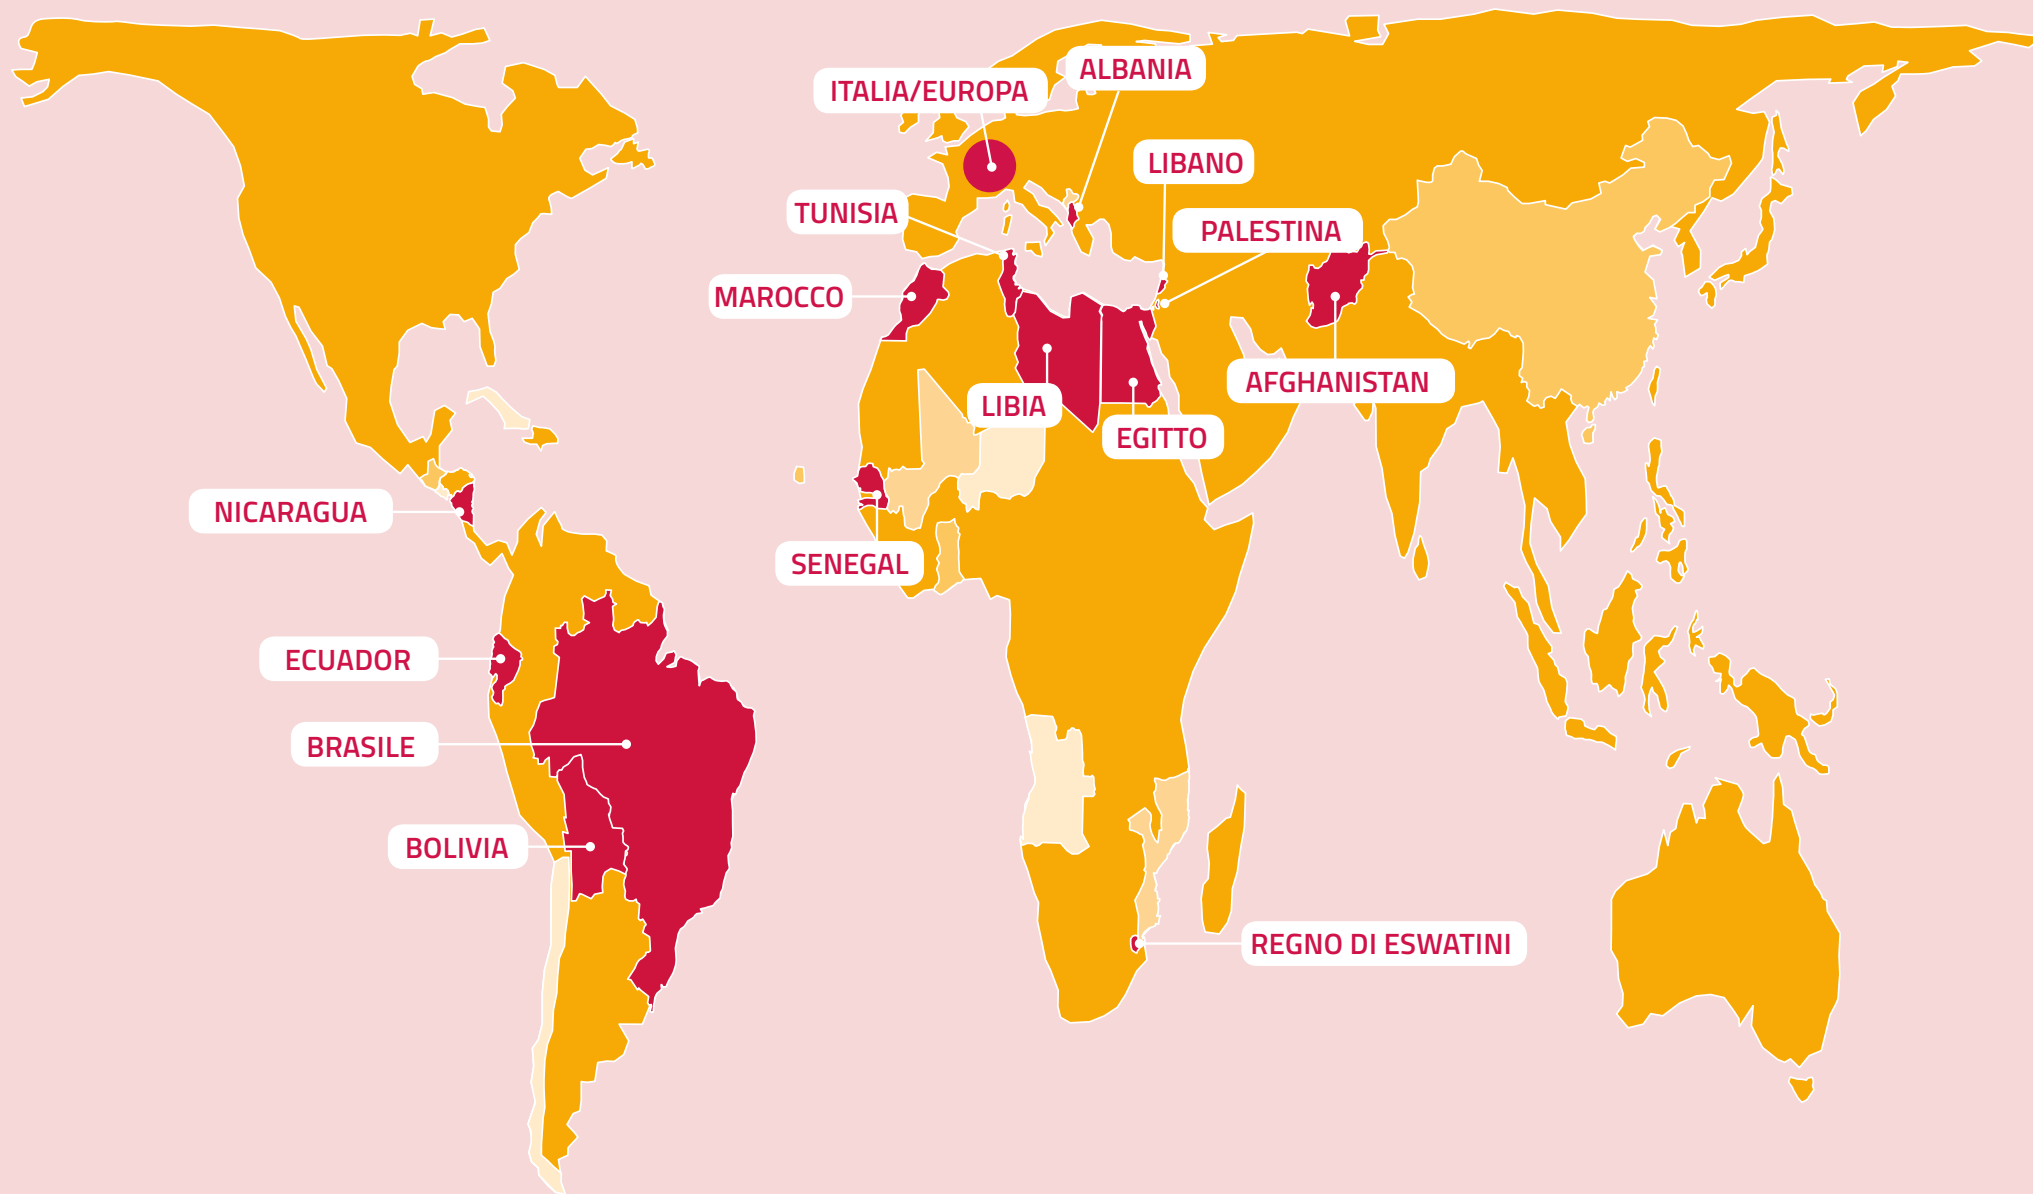 ALBANIA
ITALIA/EUROPA
LIBANO
TUNISIA
PALESTINA
MAROCCO
AFGHANISTAN
LIBIA
EGITTO
NICARAGUA
SENEGAL
ECUADOR
BRASILE
BOLIVIA
REGNO DI ESWATINI